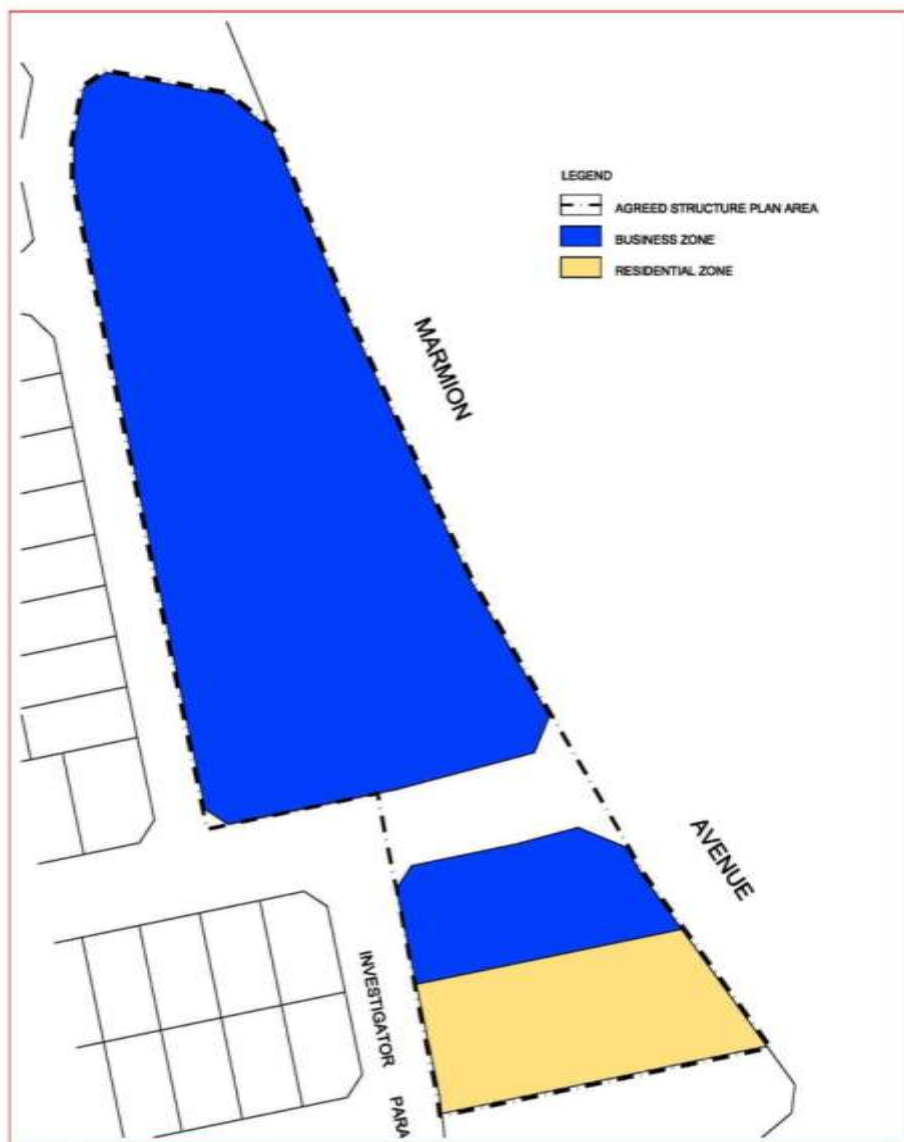 LEGEND
AGREED STRUCTURE PLAN AREA
BUSINESS ZONE
RESIDENTIAL ZONE
MARMION
AVENUE
INVESTIGATOR
PARA